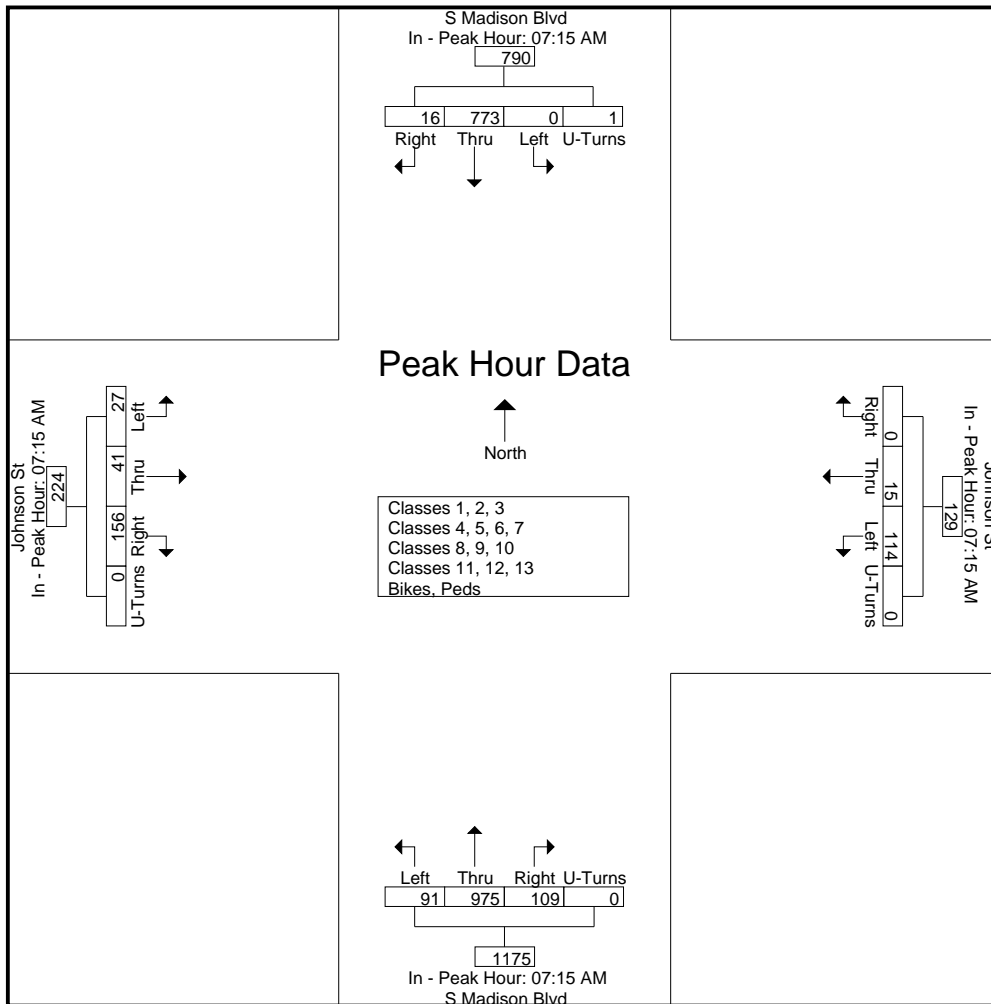 S Madison Blvd
In - Peak Hour: 07:15 AM
790
16 773 0 1
Right Thru Left U-Turns
Peak Hour Data
North
Classes 1, 2, 3
Classes 4, 5, 6, 7
Classes 8, 9, 10
Classes 11, 12, 13
Bikes, Peds
Johnson St
In - Peak Hour: 07:15 AM
224
27 41 156 0
Left Thru Right U-Turns
Johnson St
In - Peak Hour: 07:15 AM
129
0 15 114 0
Right Thru Left U-Turns
Left Thru Right U-Turns
91 975 109 0
1175
In - Peak Hour: 07:15 AM
S Madison Blvd